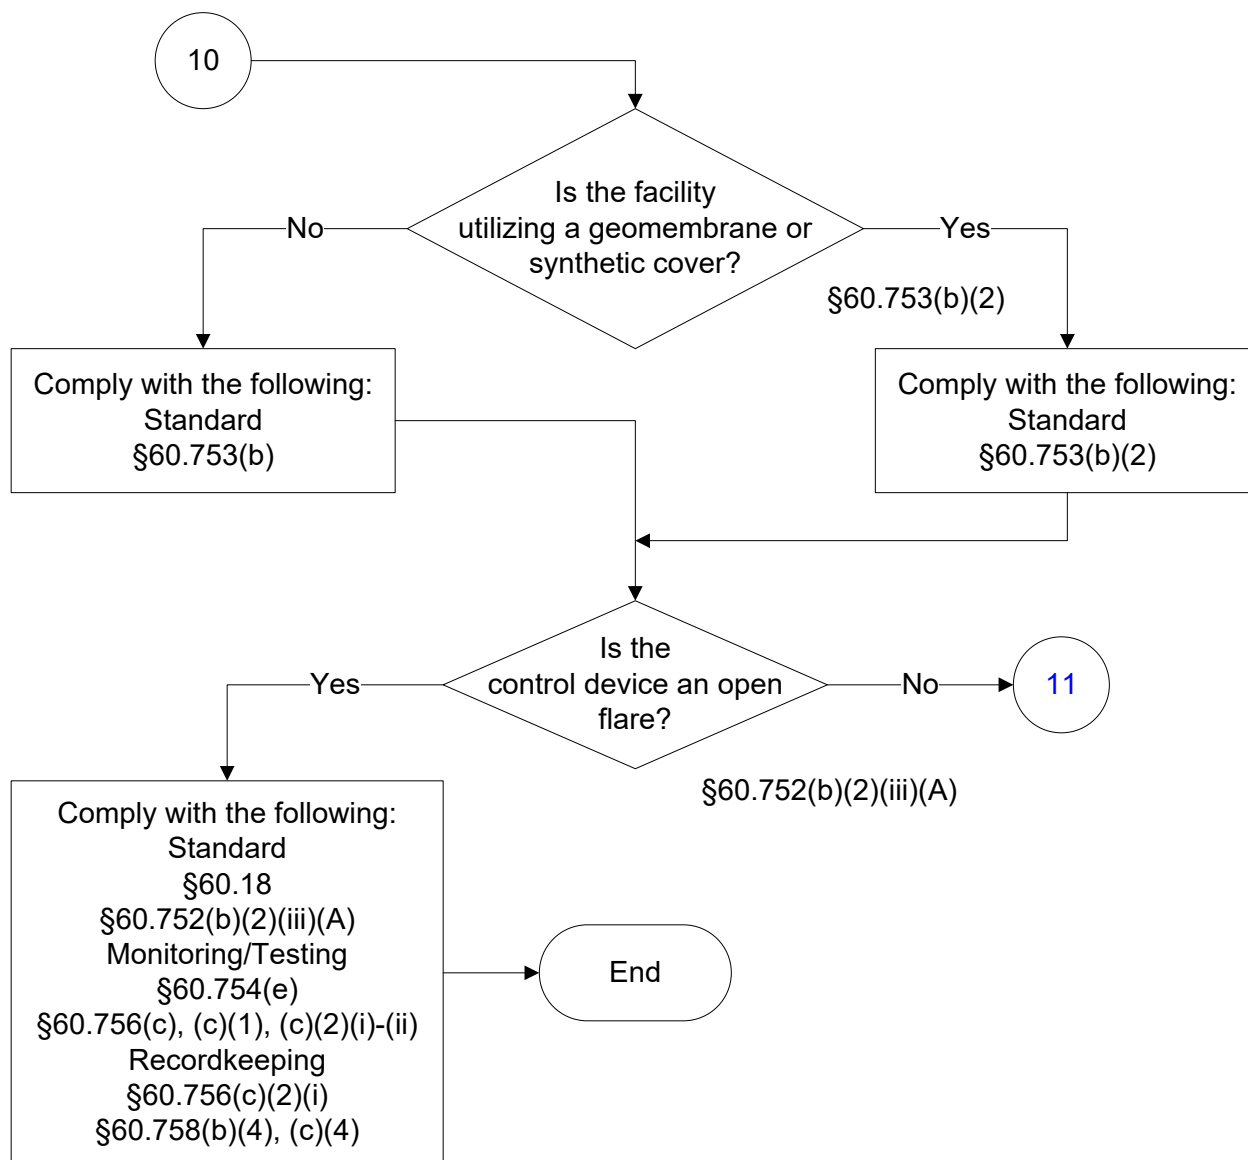 10
Is the facility
utilizing a geomembrane or
synthetic cover?
No
Yes
§60.753(b)(2)
Comply with the following:
Standard
§60.753(b)
Comply with the following:
Standard
§60.753(b)(2)
Is the
control device an open
flare?
Yes
No
11
§60.752(b)(2)(iii)(A)
Comply with the following:
Standard
§60.18
§60.752(b)(2)(iii)(A)
Monitoring/Testing
§60.754(e)
§60.756(c), (c)(1), (c)(2)(i)-(ii)
Recordkeeping
§60.756(c)(2)(i)
§60.758(b)(4), (c)(4)
End